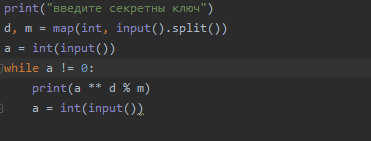 print("введите секретны ключ")
d, m = map(int, input().split())
a = int(input())
while a != 0:
    print(a ** d % m)
    a = int(input())